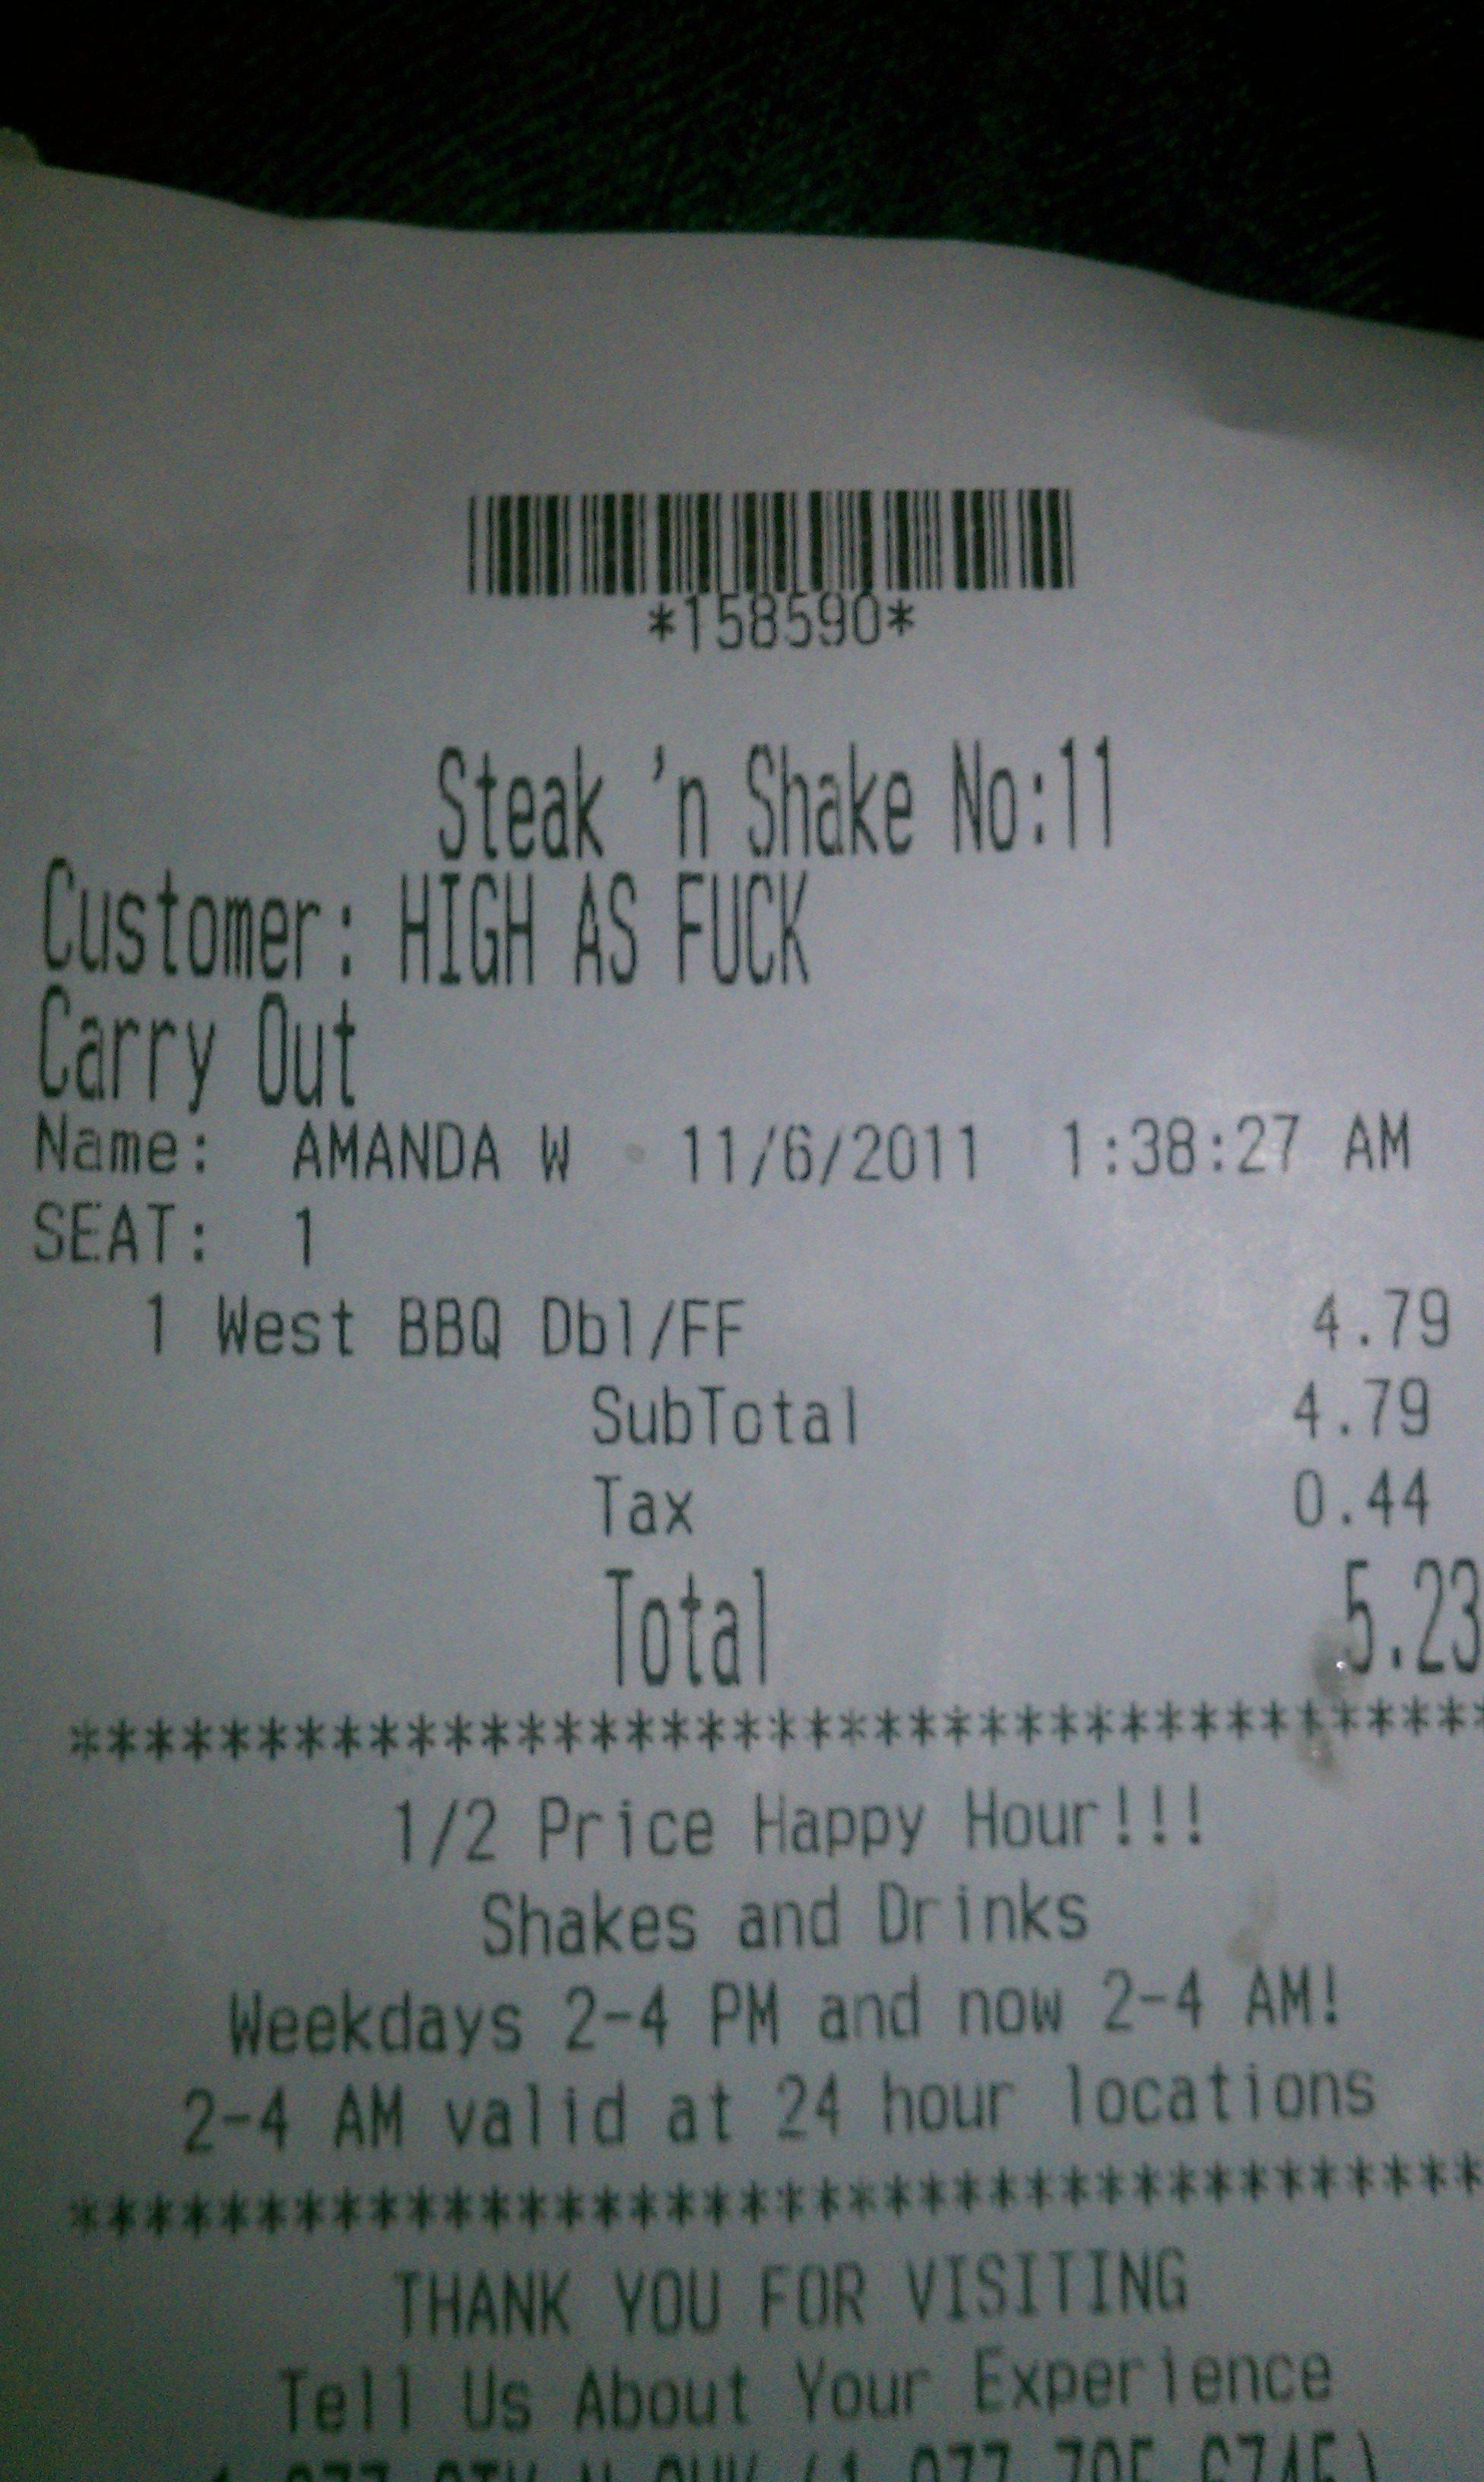 *158590*
Steak 'n Shake No:11
Customer: HIGH AS FUCK
Carry Out
Name: AMANDA W 11/6/2011 1:38:27 AM
SEAT: 1
1 West BBQ Dbl/FF 4.79
SubTotal 4.79
Tax 0.44
Total 5.23
**************************************
1/2 Price Happy Hour!!!
Shakes and Drinks
Weekdays 2-4 PM and now 2-4 AM!
2-4 AM valid at 24 hour locations
**************************************
THANK YOU FOR VISITING
Tell Us About Your Experience